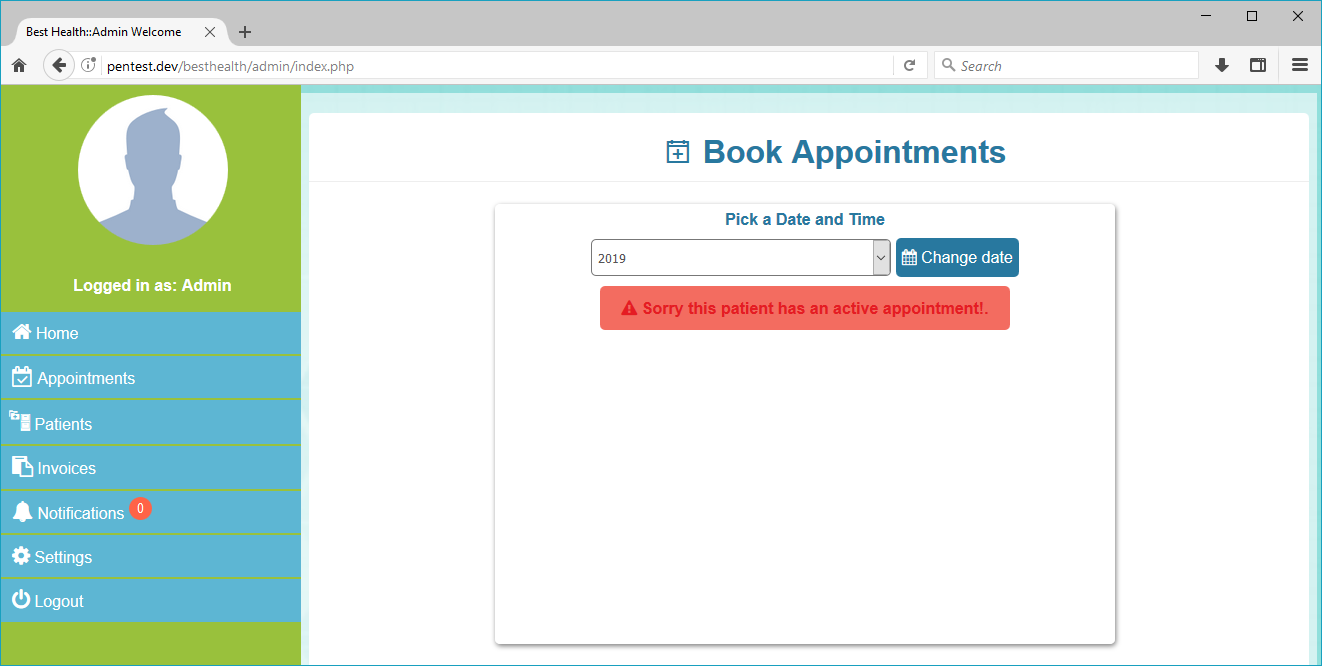 Best Health::Admin Welcome
pentest.dev/besthealth/admin/index.php
Search
Logged in as: Admin
Home
Appointments
Patients
Invoices
Notifications 0
Settings
Logout
Book Appointments
Pick a Date and Time
2019
Change date
Sorry this patient has an active appointment!.